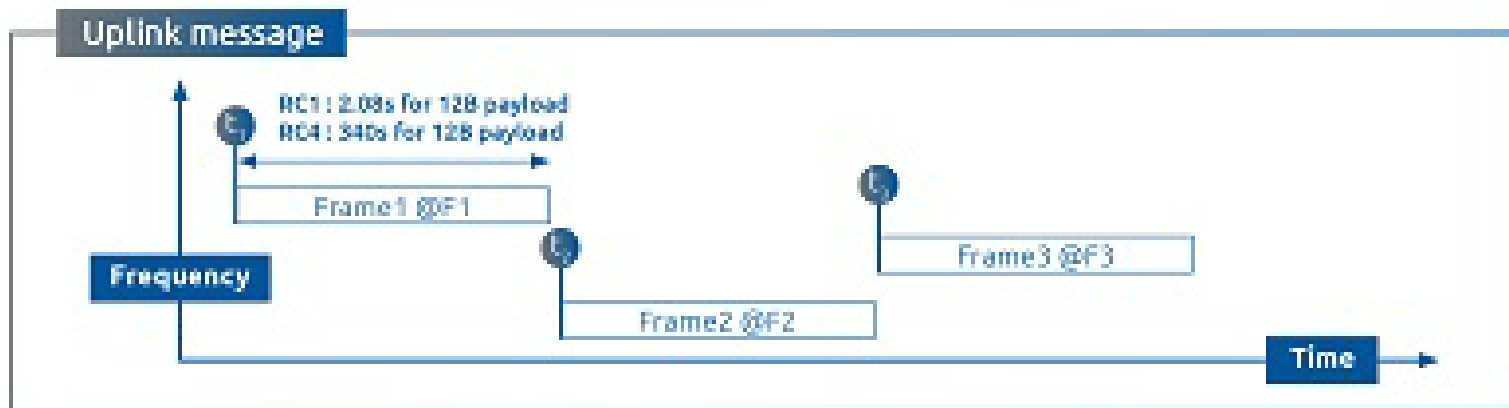 Uplink message
RC1 : 2.08s for 12B payload
RC4 : 340s for 12B payload
Frame1 @F1
Frame3 @F3
Frequency
Frame2 @F2
Time